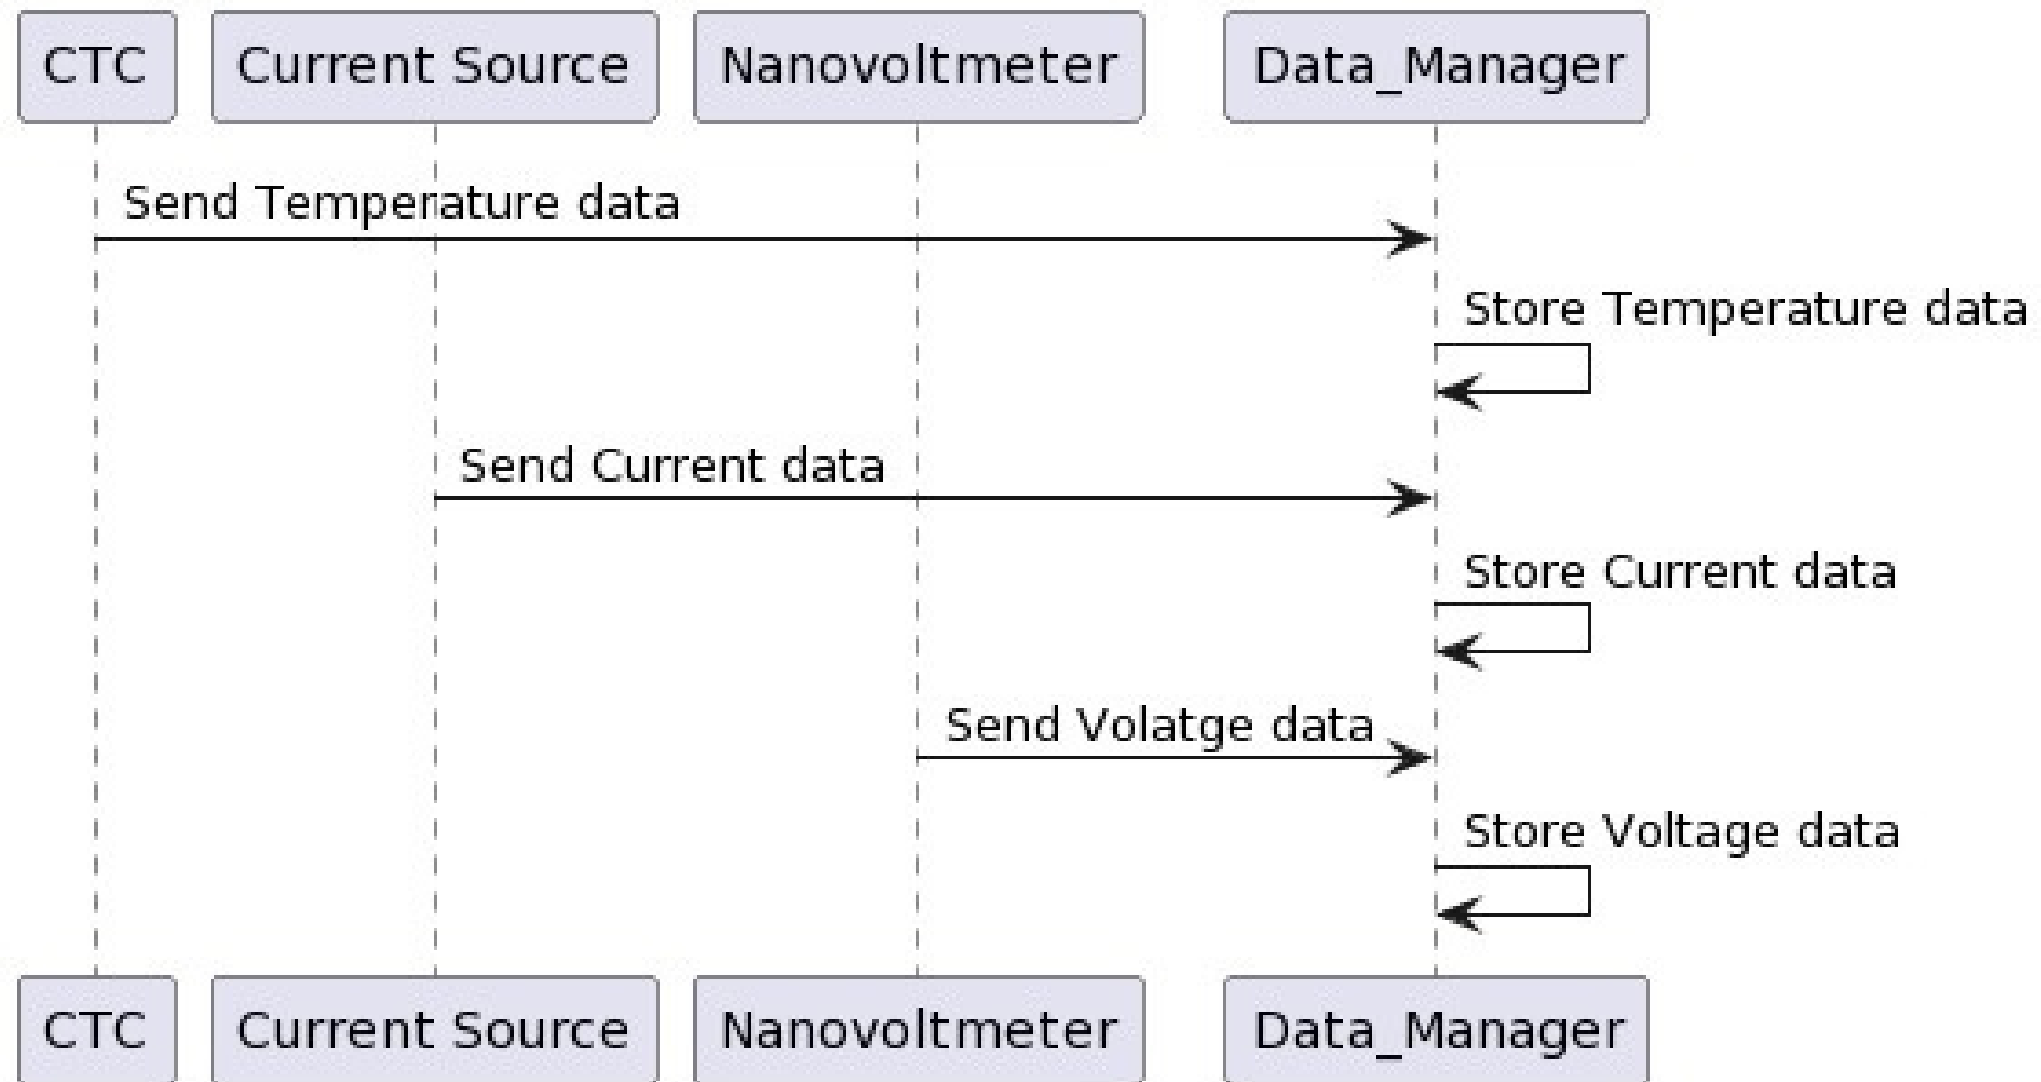 CTC
Current Source
Nanovoltmeter
Data_Manager
Send Temperature data
Store Temperature data
Send Current data
Store Current data
Send Volatge data
Store Voltage data
CTC
Current Source
Nanovoltmeter
Data_Manager